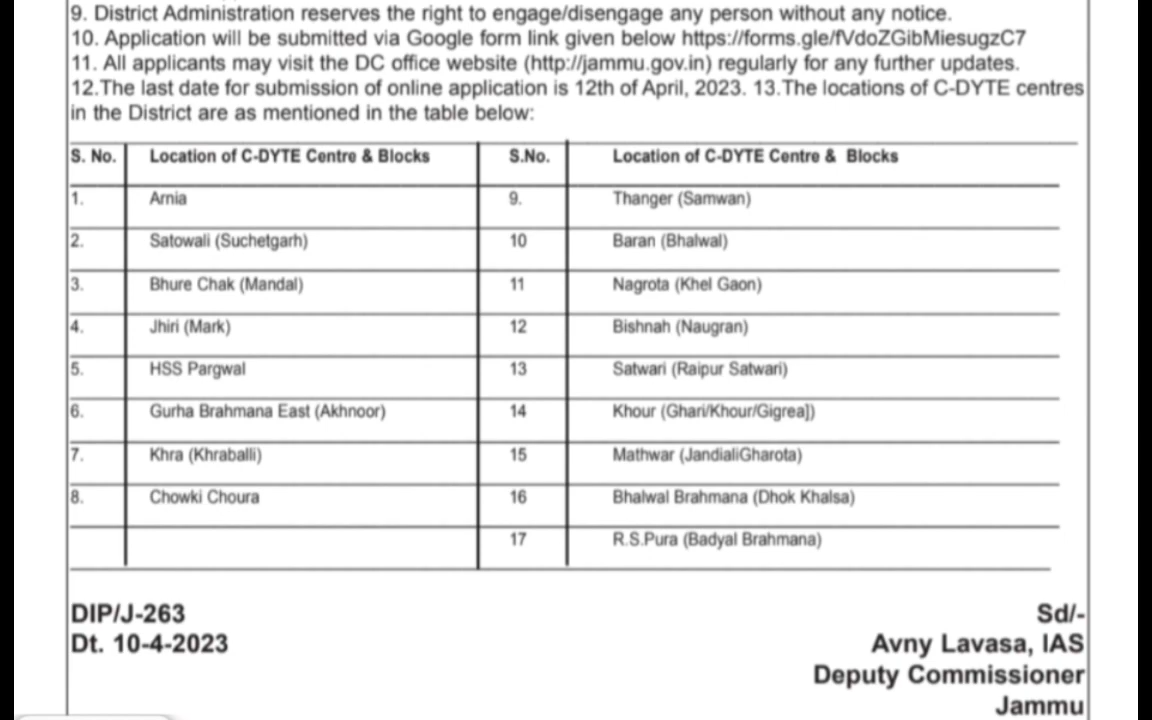 9. District Administration reserves the right to engage/disengage any person without any notice.
10. Application will be submitted via Google form link given below https://forms.gle/fVdoZGibMiesugzC7
11. All applicants may visit the DC office website (http://jammu.gov.in) regularly for any further updates.
12.The last date for submission of online application is 12th of April, 2023. 13.The locations of C-DYTE centres
in the District are as mentioned in the table below:
S. No. Location of C-DYTE Centre & Blocks S.No. Location of C-DYTE Centre & Blocks
1. Arnia 9. Thanger (Samwan)
2. Satowali (Suchetgarh) 10 Baran (Bhalwal)
3. Bhure Chak (Mandal) 11 Nagrota (Khel Gaon)
4. Jhiri (Mark) 12 Bishnah (Naugran)
5. HSS Pargwal 13 Satwari (Raipur Satwari)
6. Gurha Brahmana East (Akhnoor) 14 Khour (Ghari/Khour/Gigrea])
7. Khra (Khraballi) 15 Mathwar (JandialiGharota)
8. Chowki Choura 16 Bhalwal Brahmana (Dhok Khalsa)
17 R.S.Pura (Badyal Brahmana)
DIP/J-263 Sd/-
Dt. 10-4-2023 Avny Lavasa, IAS
Deputy Commissioner
Jammu